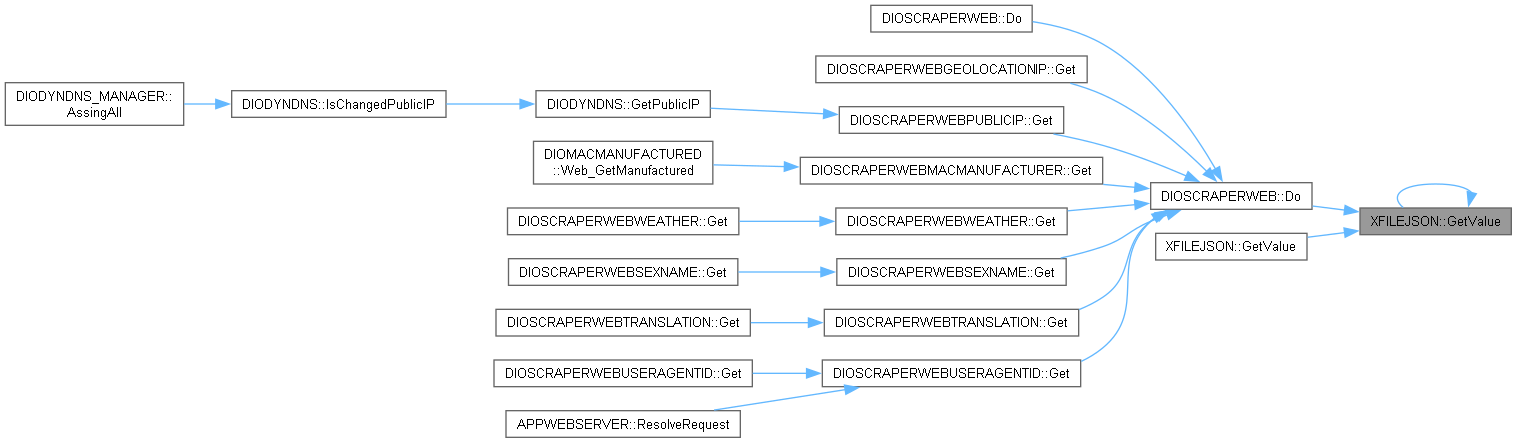 DIOSCRAPERWEB::Do
DIOSCRAPERWEBGEOLOCATIONIP::Get
DIODYNDNS_MANAGER::
AssingAll
DIODYNDNS::IsChangedPublicIP
DIODYNDNS::GetPublicIP
DIOSCRAPERWEBPUBLICIP::Get
DIOMACMANUFACTURED
::Web_GetManufactured
DIOSCRAPERWEBMACMANUFACTURER::Get
DIOSCRAPERWEB::Do
DIOSCRAPERWEBWEATHER::Get
DIOSCRAPERWEBWEATHER::Get
XFILEJSON::GetValue
XFILEJSON::GetValue
DIOSCRAPERWEBSEXNAME::Get
DIOSCRAPERWEBSEXNAME::Get
DIOSCRAPERWEBTRANSLATION::Get
DIOSCRAPERWEBTRANSLATION::Get
DIOSCRAPERWEBUSERAGENTID::Get
DIOSCRAPERWEBUSERAGENTID::Get
APPWEBSERVER::ResolveRequest